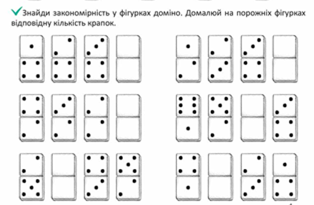 Знайди закономірність у фігурках доміно. Домалюй на порожніх фігурках
відповідну кількість крапок.